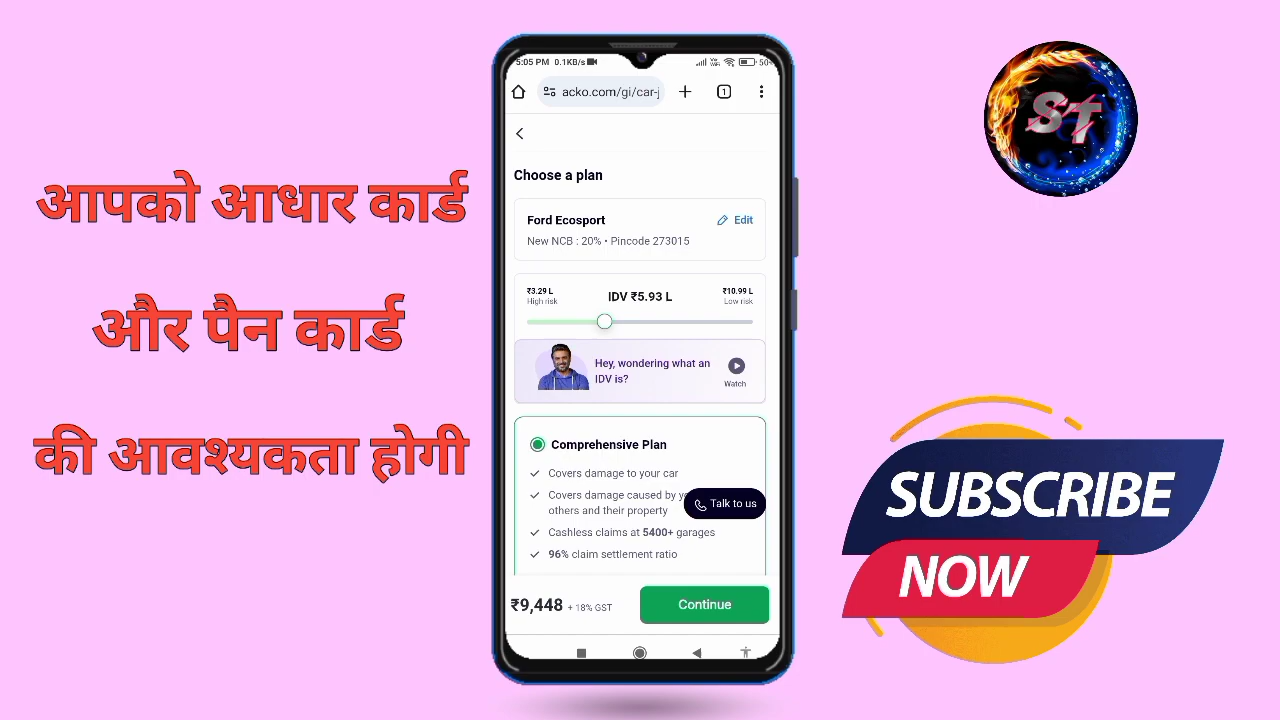 आपको आधार कार्ड
और पैन कार्ड
की आवश्यकता होगी
5:05 PM 0.1KB/s
acko.com/gi/car-j
1
Choose a plan
Ford Ecosport
Edit
New NCB : 20% • Pincode 273015
₹3.29 L
IDV ₹5.93 L
₹10.99 L
High risk
Low risk
Hey, wondering what an
IDV is?
Watch
Comprehensive Plan
Covers damage to your car
Covers damage caused by
others and their property
Talk to us
Cashless claims at 5400+ garages
96% claim settlement ratio
₹9,448 + 18% GST
Continue
ST
SUBSCRIBE
NOW